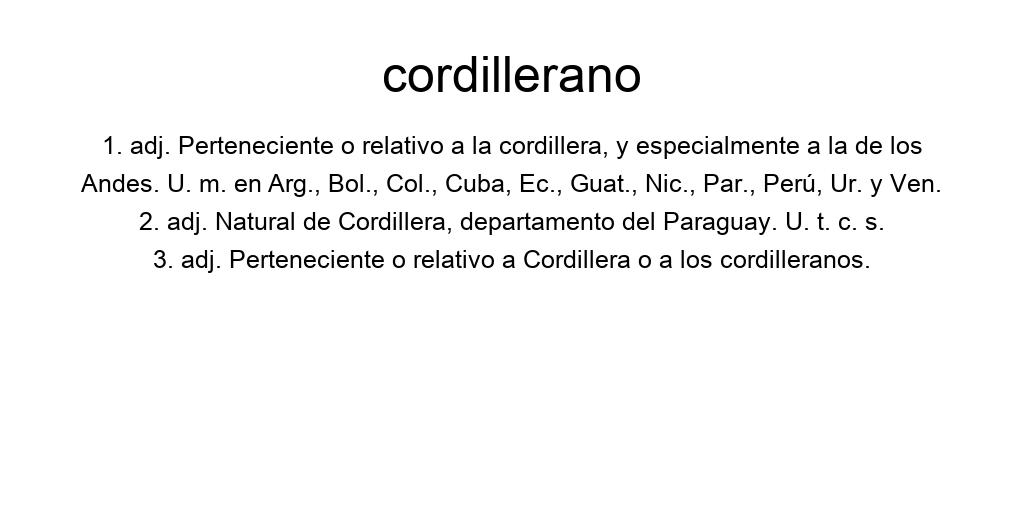 cordillerano
1. adj. Perteneciente o relativo a la cordillera, y especialmente a la de los
Andes. U. m. en Arg., Bol., Col., Cuba, Ec., Guat., Nic., Par., Perú, Ur. y Ven.
2. adj. Natural de Cordillera, departamento del Paraguay. U. t. c. s.
3. adj. Perteneciente o relativo a Cordillera o a los cordilleranos.